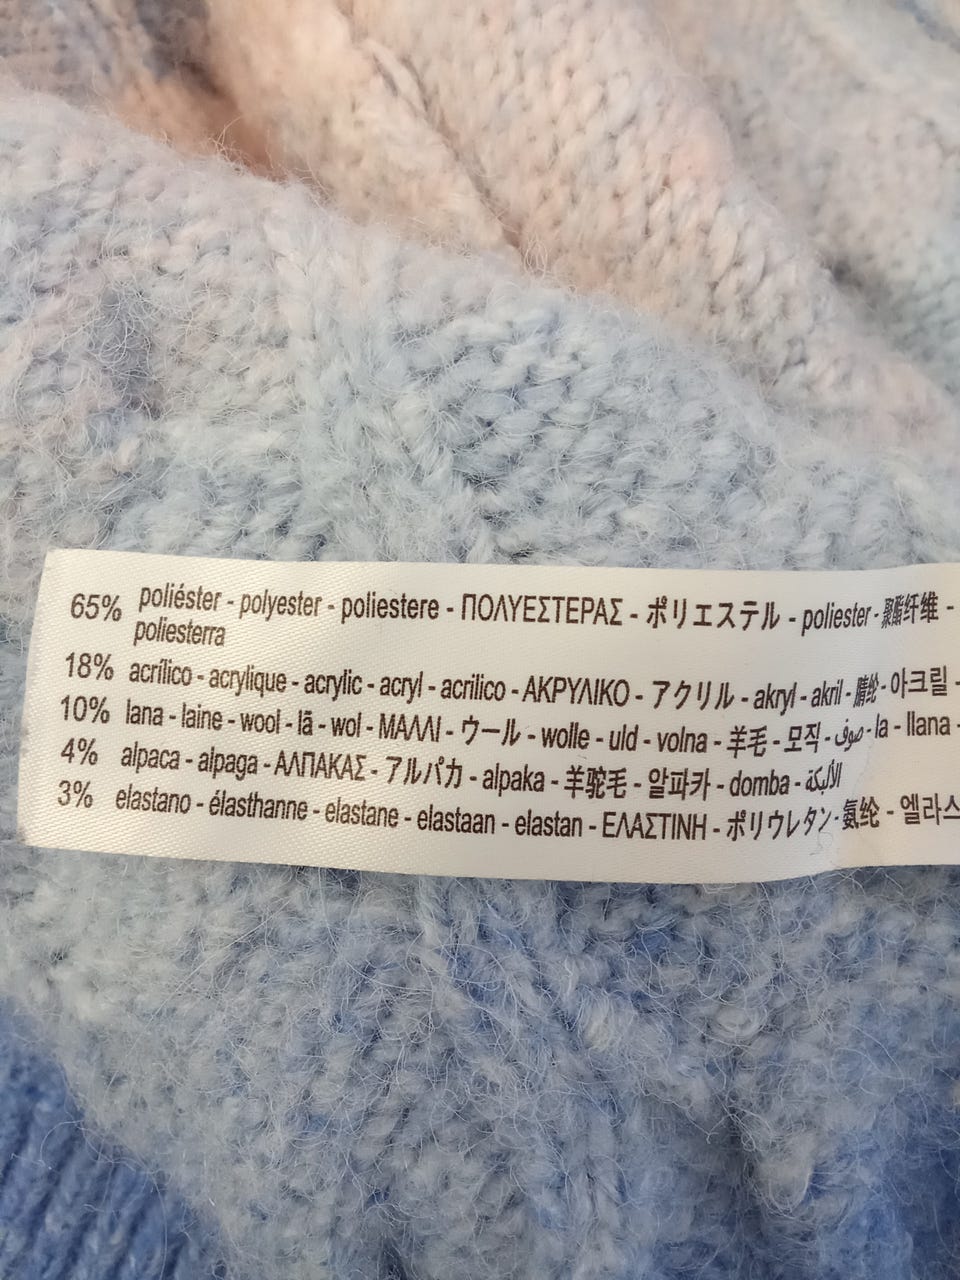 65% poliéster - polyester - poliestere - ΠΟΛΥΕΣΤΕΡΑΣ - ポリエステル - poliester - 聚酯纤维 -
poliesterra
18% acrílico - acrylique - acrylic - acryl - acrilico - ΑΚΡΥΛΙΚΟ - アクリル - akryl - akril - 腈纶 - 아크릴 -
10% lana - laine - wool - lã - wol - ΜΑΛΛΙ - ウール - wolle - uld - volna - 羊毛 - 모직 - صوف - la - llana -
4% alpaca - alpaga - ΑΛΠΑΚΑΣ - アルパカ - alpaka - 羊驼毛 - 알파카 - domba -
3% elastano - élasthanne - elastane - elastaan - elastan - ΕΛΑΣΤΙΝΗ - ポリウレタン - 氨纶 - 엘라스